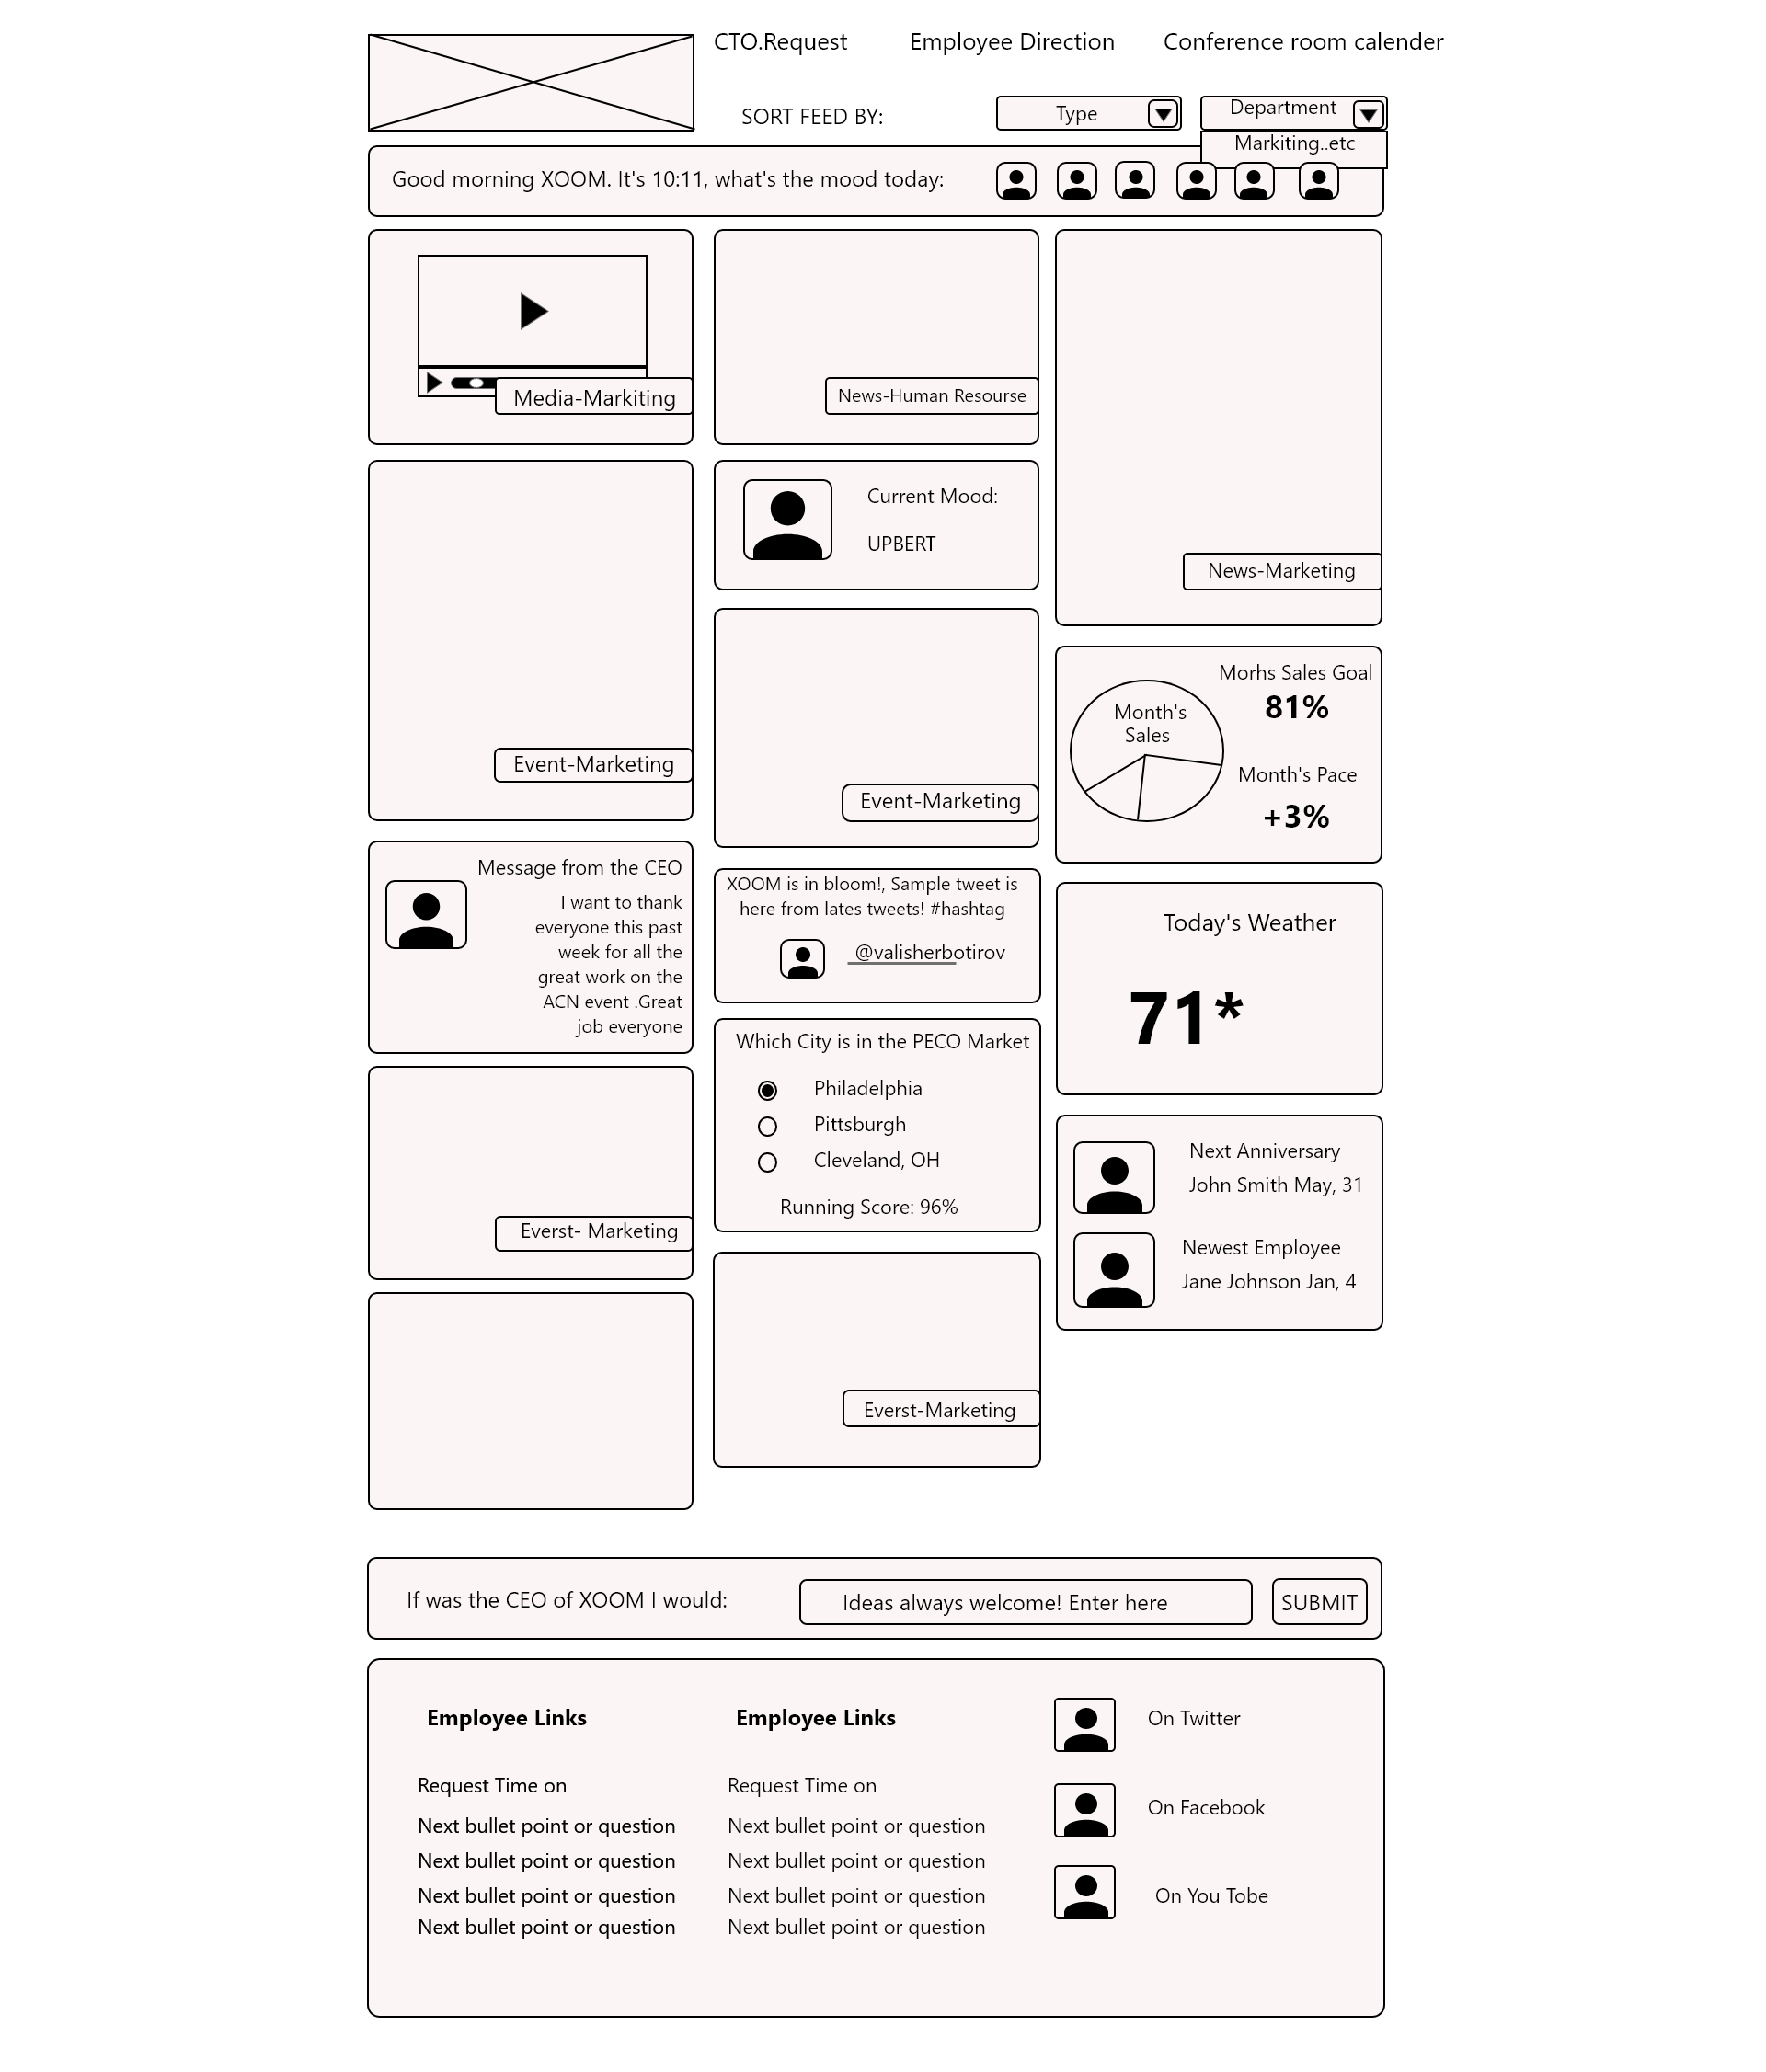 CTO.Request
Employee Direction
Conference room calender
SORT FEED BY:
Type
Department
Markiting..etc
Good morning XOOM. It's 10:11, what's the mood today:
Media-Markiting
News-Human Resourse
News-Marketing
Current Mood:
UPBERT
Event-Marketing
Event-Marketing
Morhs Sales Goal
81%
Month's
Sales
Month's Pace
+3%
Message from the CEO
I want to thank
everyone this past
week for all the
great work on the
ACN event .Great
job everyone
XOOM is in bloom!, Sample tweet is
here from lates tweets! #hashtag
@valisherbotirov
Today's Weather
71*
Which City is in the PECO Market
Philadelphia
Pittsburgh
Cleveland, OH
Running Score: 96%
Next Anniversary
John Smith May, 31
Newest Employee
Jane Johnson Jan, 4
Everst- Marketing
Everst-Marketing
If was the CEO of XOOM I would:
Ideas always welcome! Enter here
SUBMIT
Employee Links
Request Time on
Next bullet point or question
Next bullet point or question
Next bullet point or question
Next bullet point or question
Employee Links
Request Time on
Next bullet point or question
Next bullet point or question
Next bullet point or question
Next bullet point or question
On Twitter
On Facebook
On You Tobe